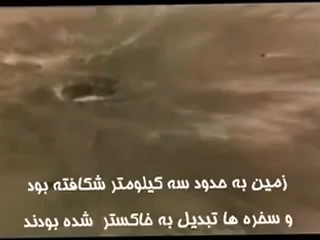 زمین به حدود سه کیلومتر شکافته بود
و سفره ها تبدیل به خاکستر شده بودند